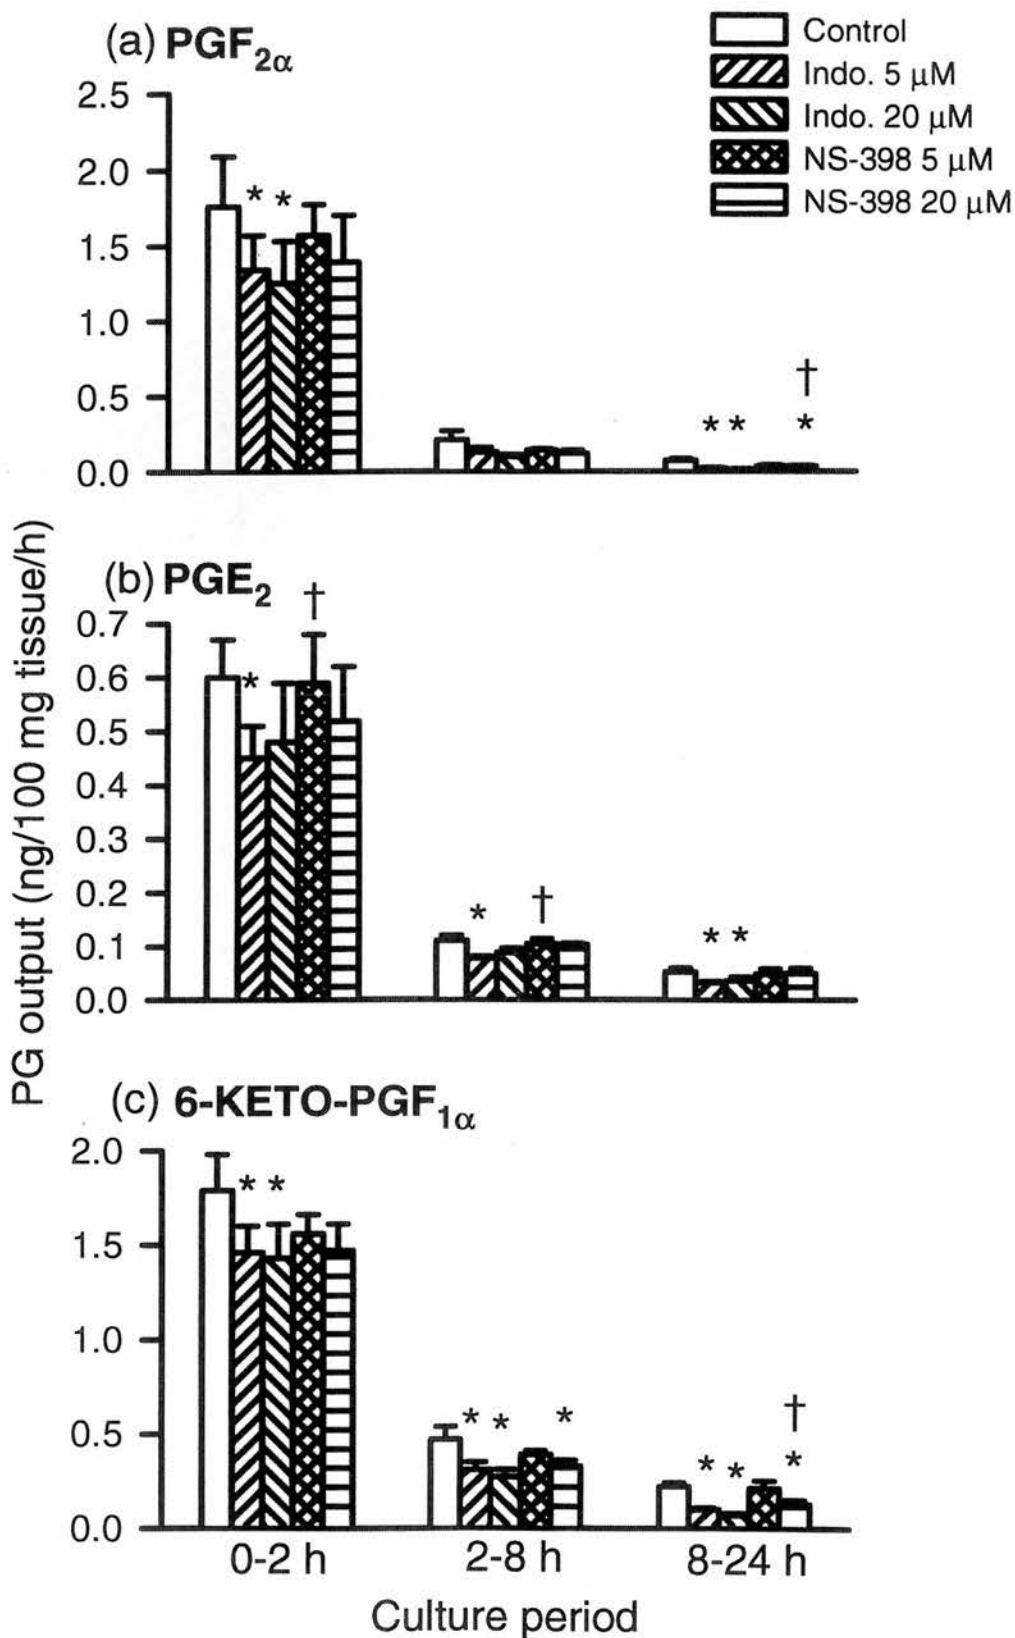 (a) PGF2α
Control
Indo. 5 μM
Indo. 20 μM
NS-398 5 μM
NS-398 20 μM
2.5
2.0
1.5
1.0
0.5
0.0
* *
* *
†
*
PG output (ng/100 mg tissue/h)
(b) PGE2
0.7
0.6
0.5
0.4
0.3
0.2
0.1
0.0
*
†
*
†
* *
(c) 6-KETO-PGF1α
2.0
1.5
1.0
0.5
0.0
* *
* * *
* *
†
*
0-2 h 2-8 h 8-24 h
Culture period